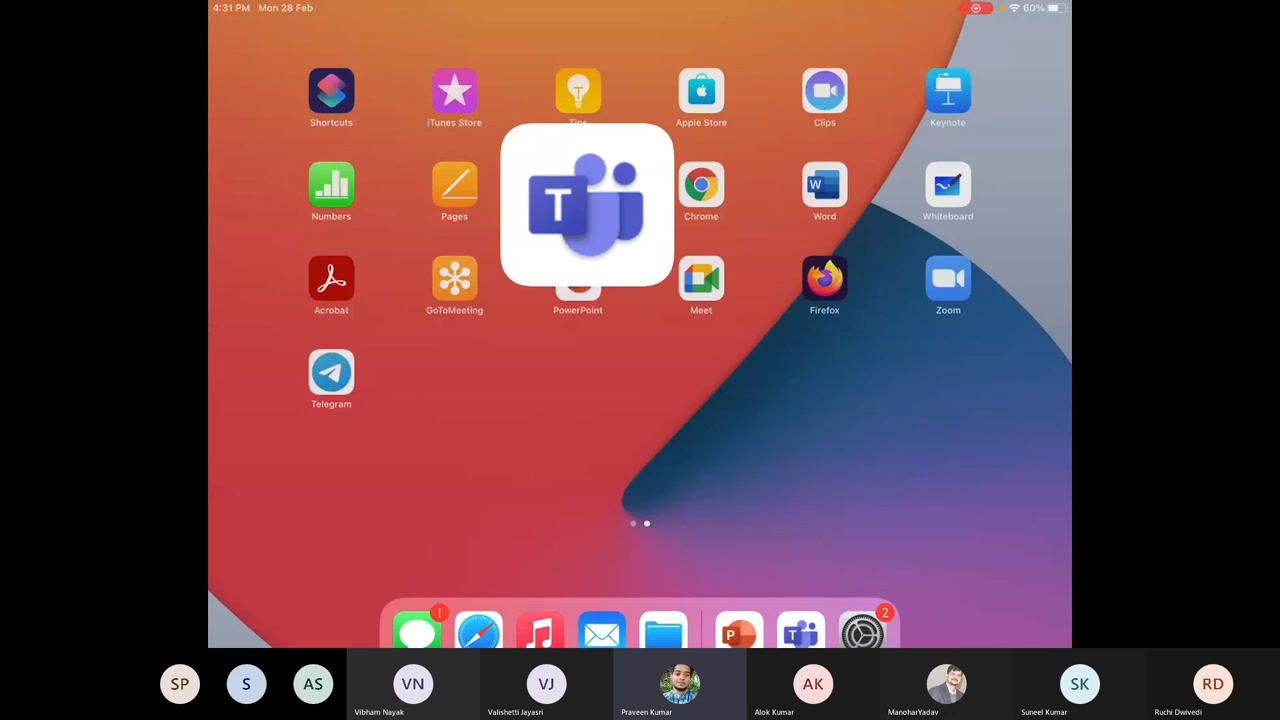 4:31 PM Mon 28 Feb
60%
Shortcuts
iTunes Store
Tips
Apple Store
Clips
Keynote
T
Numbers
Pages
Chrome
W
Word
Whiteboard
Acrobat
GoToMeeting
PowerPoint
Meet
Firefox
Zoom
Telegram
!
P
T
2
SP
S
AS
VN
Vibham Nayak
VJ
Valishetti Jayasri
Praveen Kumar
AK
Alok Kumar
ManoharYadav
SK
Suneel Kumar
RD
Ruchi Dwivedi